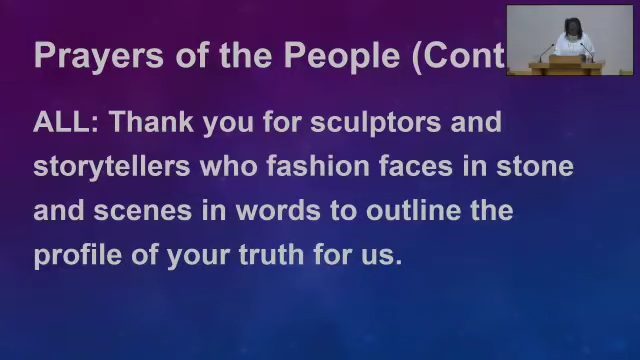 Prayers of the People (Cont
ALL: Thank you for sculptors and
storytellers who fashion faces in stone
and scenes in words to outline the
profile of your truth for us.